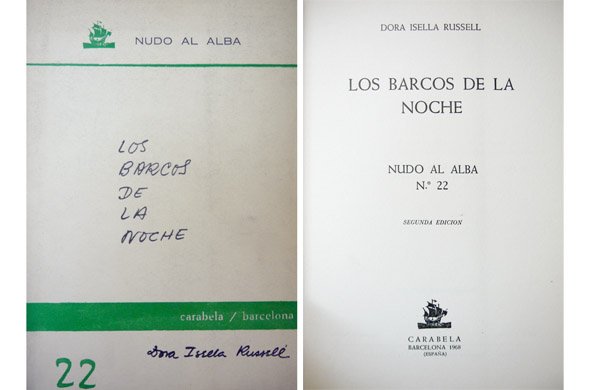 NUDO AL ALBA
LOS
BARCOS
DE
LA
NOCHE
carabela / barcelona
22
Dora Isella Russell
DORA ISELLA RUSSELL
LOS BARCOS DE LA
NOCHE
NUDO AL ALBA
N.º 22
SEGUNDA EDICION
CARABELA
BARCELONA 1968
(ESPAÑA)